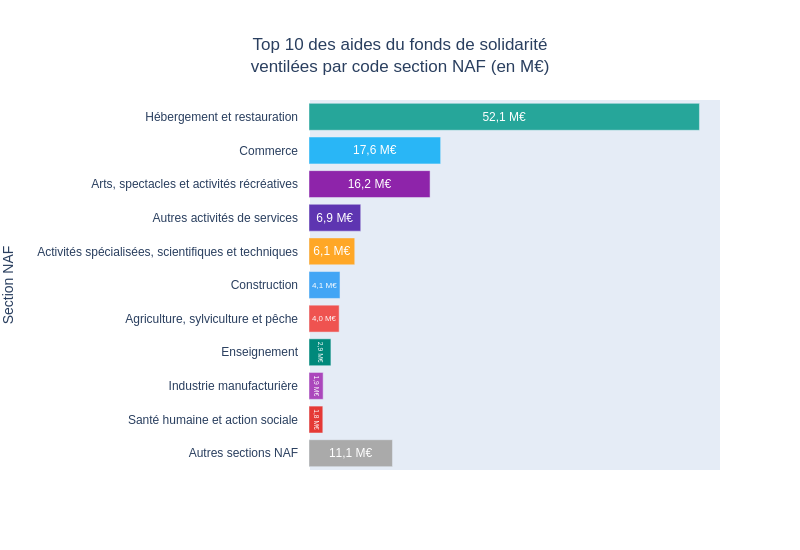 Top 10 des aides du fonds de solidarité
ventilées par code section NAF (en M€)
Section NAF
Hébergement et restauration 52,1 M€
Commerce 17,6 M€
Arts, spectacles et activités récréatives 16,2 M€
Autres activités de services 6,9 M€
Activités spécialisées, scientifiques et techniques 6,1 M€
Construction 4,1 M€
Agriculture, sylviculture et pêche 4,0 M€
Enseignement 2,9 M€
Industrie manufacturière 1,9 M€
Santé humaine et action sociale 1,8 M€
Autres sections NAF 11,1 M€